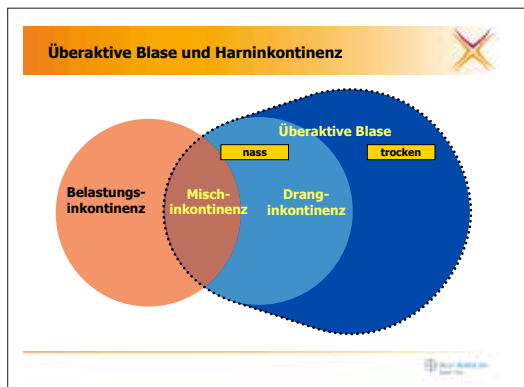 Überaktive Blase und Harninkontinenz
Überaktive Blase
nass
trocken
Belastungs-
inkontinenz
Misch-
inkontinenz
Drang-
inkontinenz